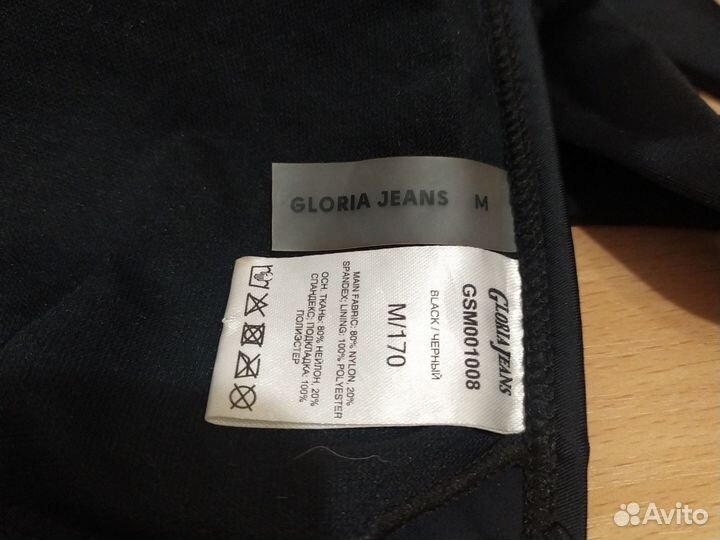 GLORIA JEANS M
GLORIA JEANS
GSM001008
BLACK / ЧЕРНЫЙ
M/170
MAIN FABRIC: 80% NYLON, 20%
SPANDEX; LINING: 100% POLYESTER
ОСН. ТКАНЬ: 80% НЕЙЛОН, 20%
СПАНДЕКС; ПОДКЛАДКА: 100%
ПОЛИЭСТЕР
Avito